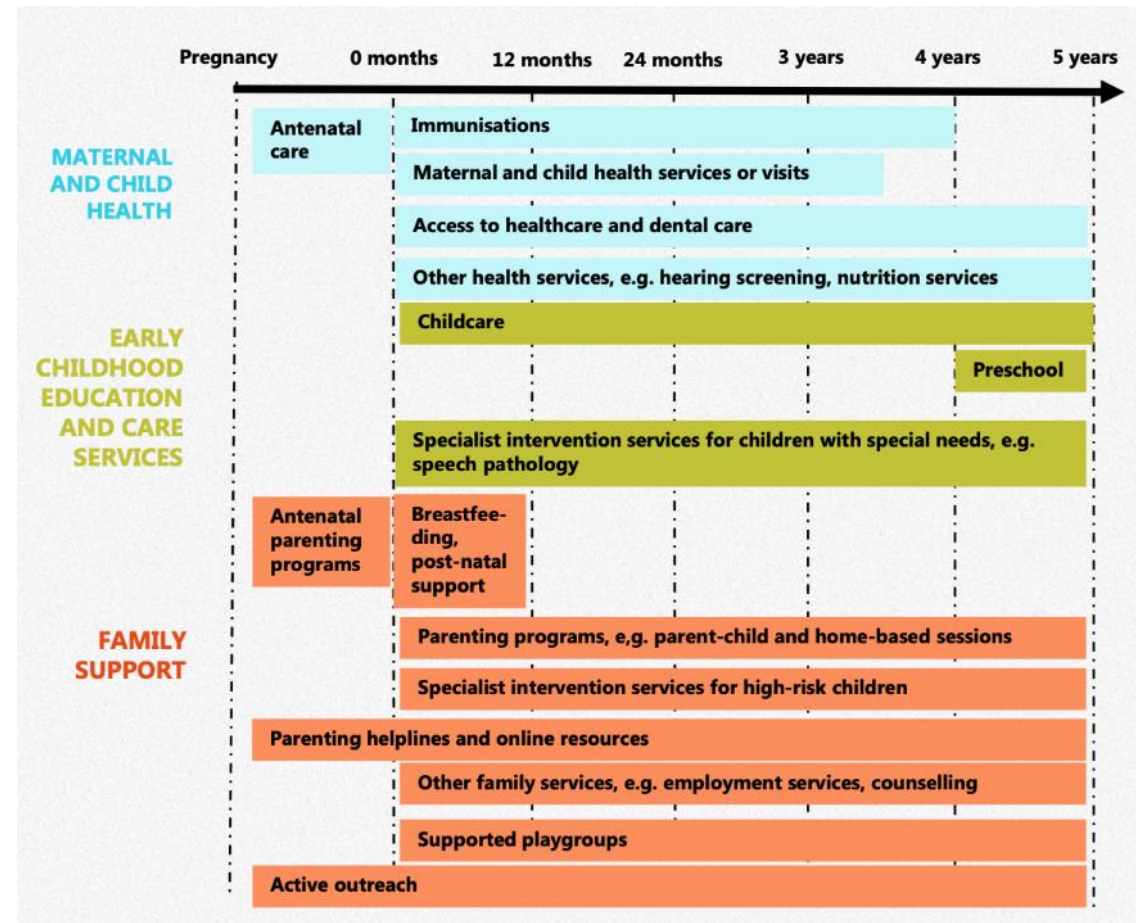 Pregnancy 0 months 12 months 24 months 3 years 4 years 5 years
MATERNAL
AND CHILD
HEALTH
Antenatal
care
Immunisations
Maternal and child health services or visits
Access to healthcare and dental care
Other health services, e.g. hearing screening, nutrition services
EARLY
CHILDHOOD
EDUCATION
AND CARE
SERVICES
Childcare
Preschool
Specialist intervention services for children with special needs, e.g.
speech pathology
FAMILY
SUPPORT
Antenatal
parenting
programs
Breastfee-
ding,
post-natal
support
Parenting programs, e,g. parent-child and home-based sessions
Specialist intervention services for high-risk children
Parenting helplines and online resources
Other family services, e.g. employment services, counselling
Supported playgroups
Active outreach